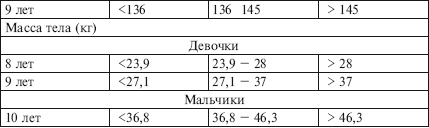 9 лет <136 136 145 > 145
Масса тела (кг)
Девочки
8 лет <23,9 23,9 − 28 > 28
9 лет <27,1 27,1 − 37 > 37
Мальчики
10 лет <36,8 36,8 − 46,3 > 46,3